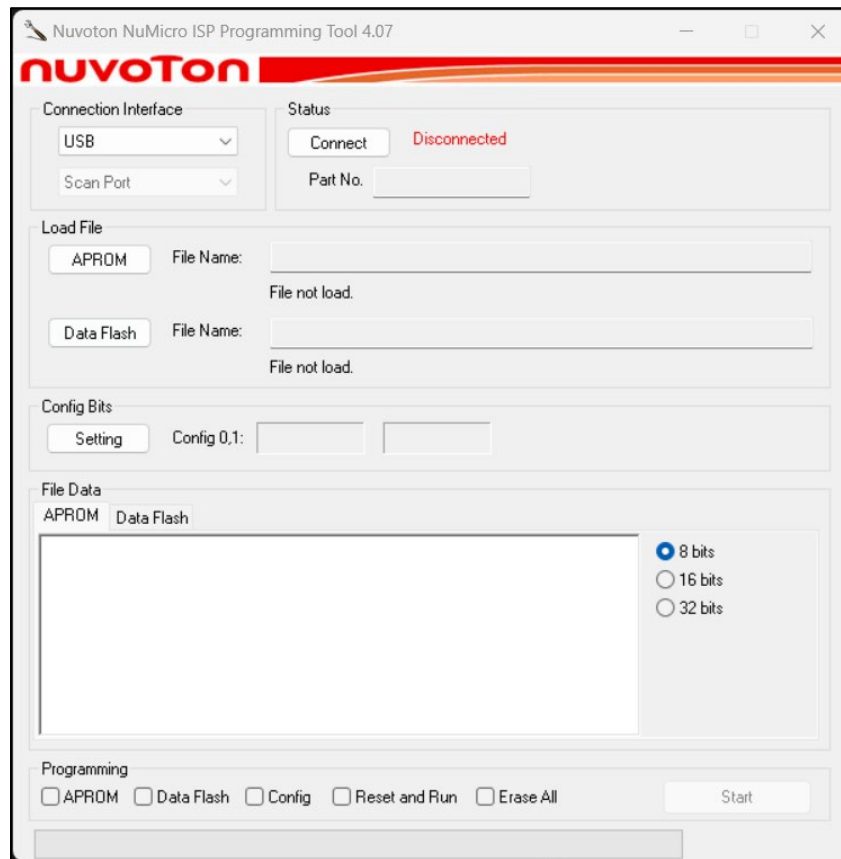 Nuvoton NuMicro ISP Programming Tool 4.07
nuvoTon
Connection Interface
USB
Scan Port
Status
Connect
Disconnected
Part No.
Load File
APROM
File Name:
File not load.
Data Flash
File Name:
File not load.
Config Bits
Setting
Config 0,1:
File Data
APROM
Data Flash
8 bits
16 bits
32 bits
Programming
APROM
Data Flash
Config
Reset and Run
Erase All
Start